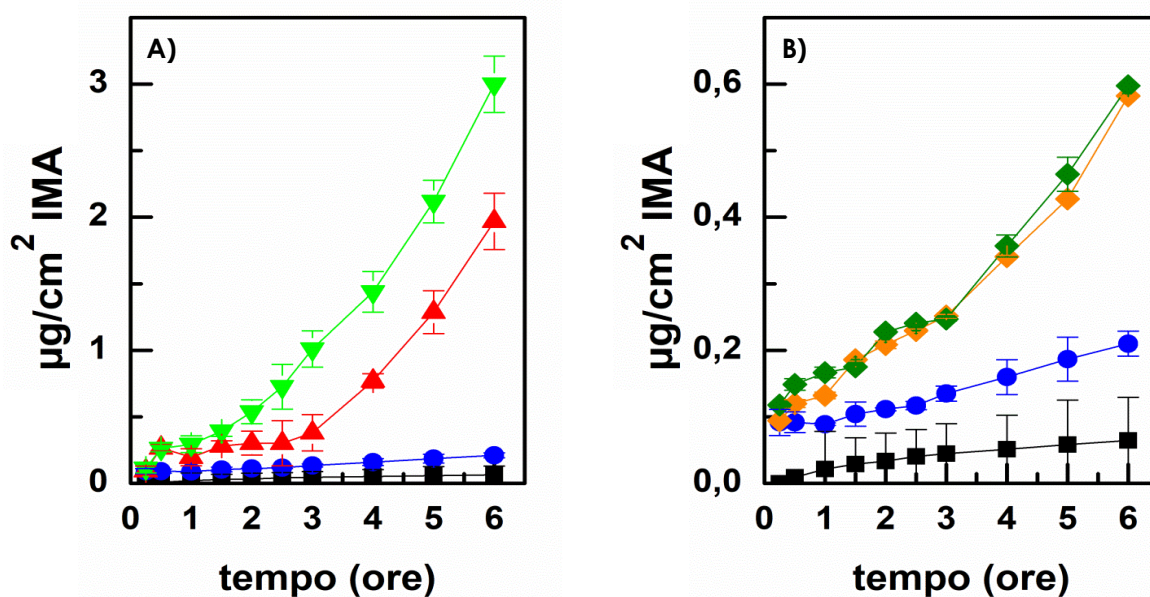 A)
3
2
1
0
µg/cm² IMA
0 1 2 3 4 5 6
tempo (ore)
B)
0,6
0,4
0,2
0,0
µg/cm² IMA
0 1 2 3 4 5 6
tempo (ore)